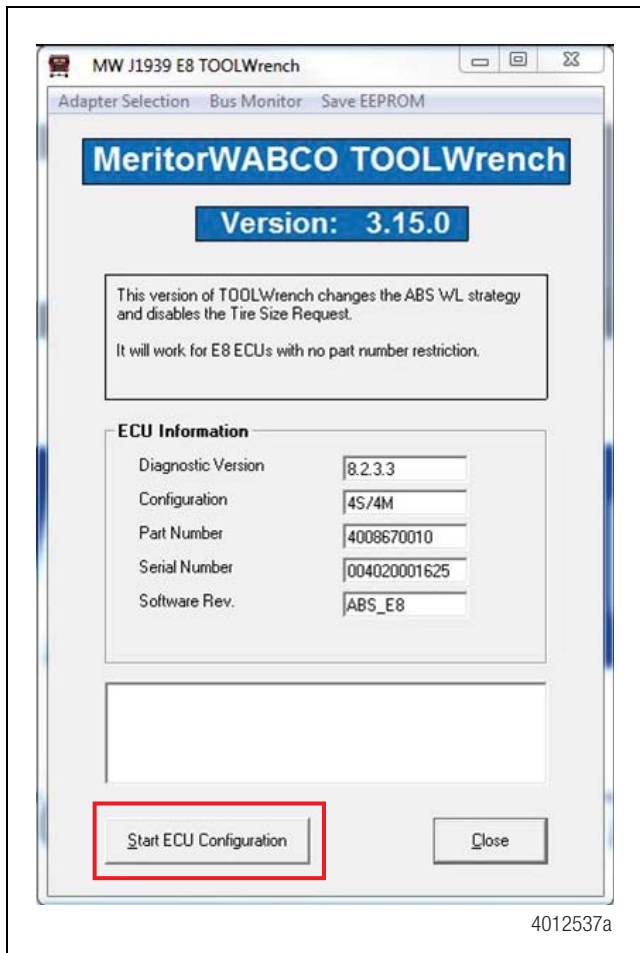 MW J1939 E8 TOOLWrench
Adapter Selection Bus Monitor Save EEPROM
MeritorWABCO TOOLWrench
Version: 3.15.0
This version of TOOLWrench changes the ABS WL strategy
and disables the Tire Size Request.
It will work for E8 ECUs with no part number restriction.
ECU Information
Diagnostic Version 8.2.3.3
Configuration 4S/4M
Part Number 4008670010
Serial Number 004020001625
Software Rev. ABS_E8
Start ECU Configuration Close
4012537a